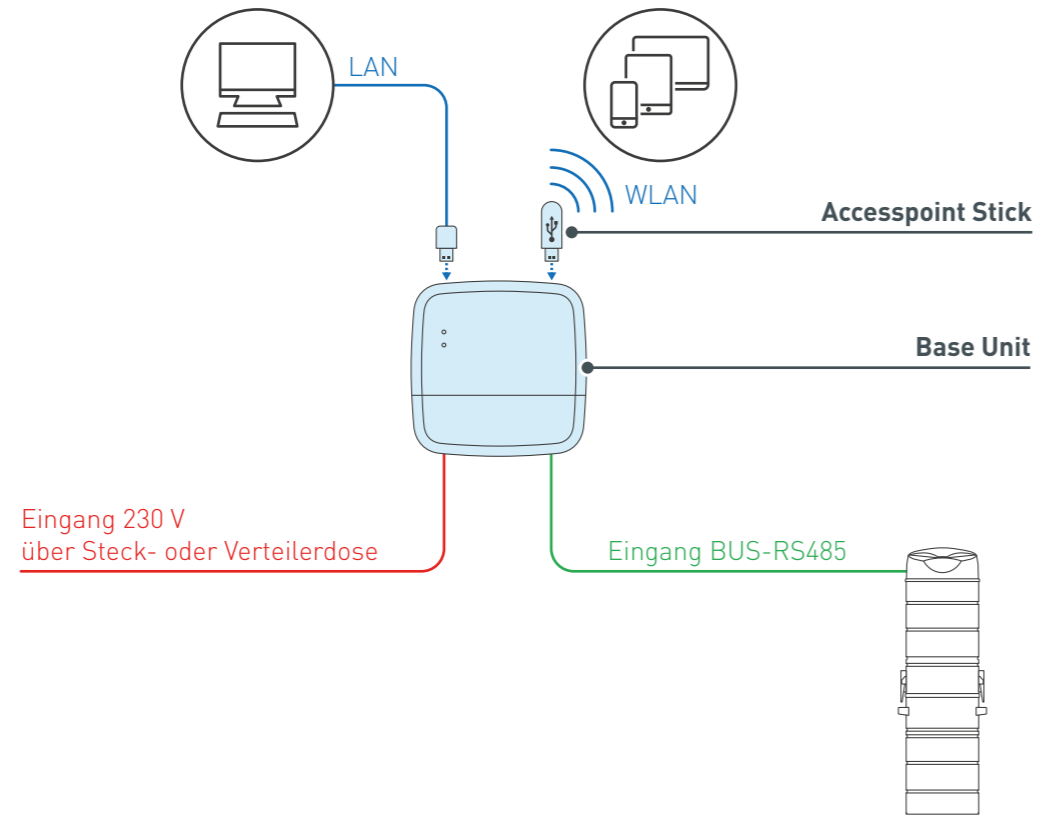 LAN
WLAN
Accesspoint Stick
Base Unit
Eingang 230 V
über Steck- oder Verteilerdose
Eingang BUS-RS485